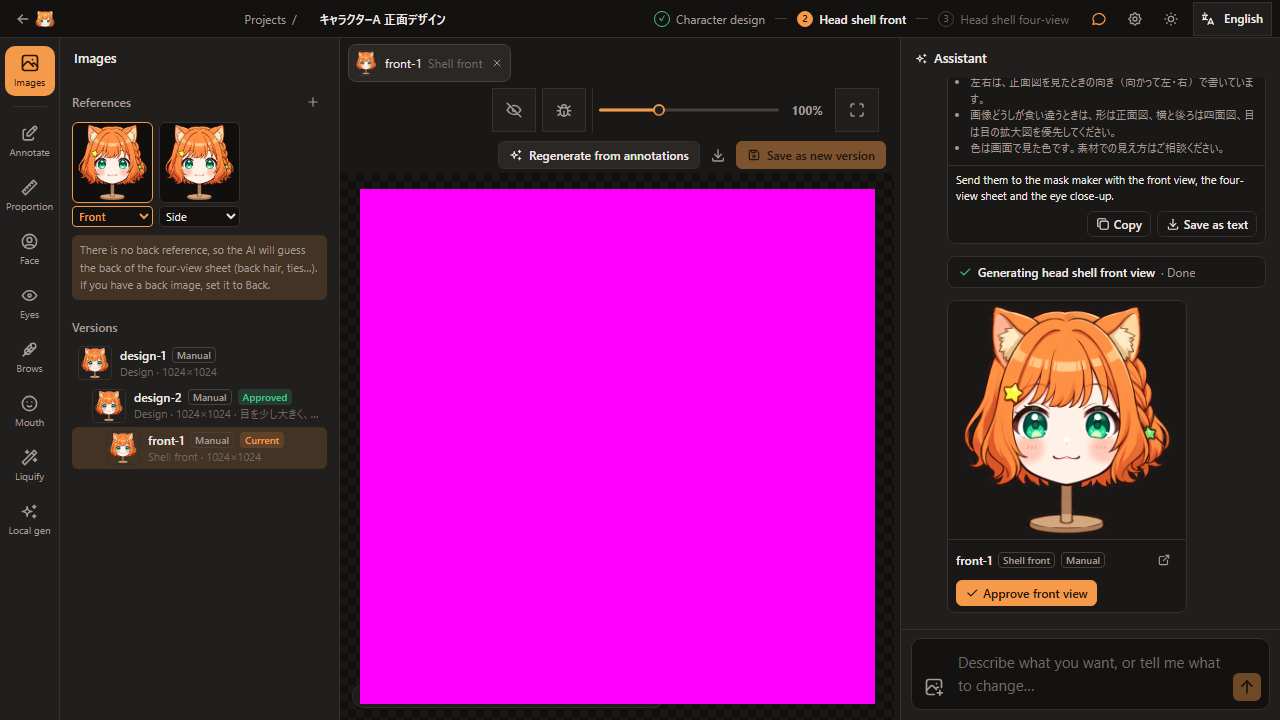 Projects / キャラクターA 正面デザイン
Character design
2 Head shell front
3 Head shell four-view
English
Images
Annotate
Proportion
Face
Eyes
Brows
Mouth
Liquify
Local gen
Images
References
Front
Side
There is no back reference, so the AI will guess
the back of the four-view sheet (back hair, ties…).
If you have a back image, set it to Back.
Versions
design-1 Manual
Design · 1024×1024
design-2 Manual Approved
Design · 1024×1024 · 目を少し大きく、…
front-1 Manual Current
Shell front · 1024×1024
front-1 Shell front
100%
Regenerate from annotations
Save as new version
Assistant
左右は、正面図を見たときの向き（向かって左・右）で書いていま
す。
画像どうしが食い違うときは、形は正面図、横と後ろは四面図、目
は目の拡大図を優先してください。
色は画面で見た色です。素材での見え方はご相談ください。
Send them to the mask maker with the front view, the four-
view sheet and the eye close-up.
Copy
Save as text
Generating head shell front view · Done
front-1 Shell front Manual
Approve front view
Describe what you want, or tell me what
to change...